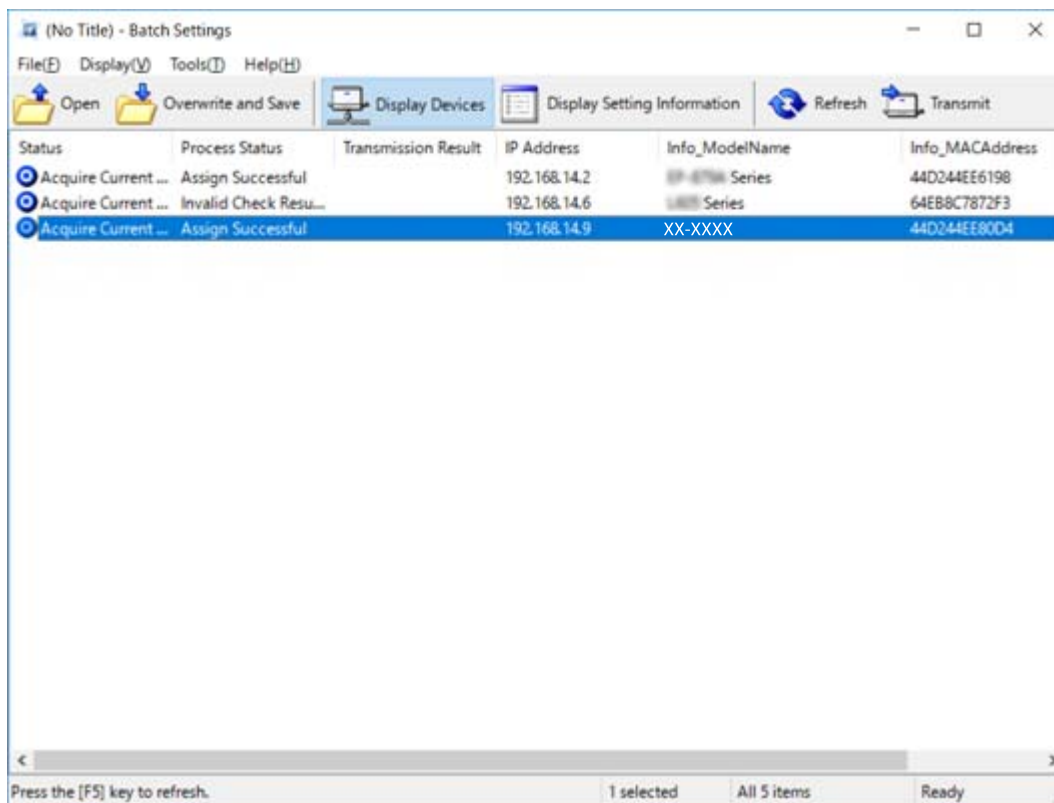 (No Title) - Batch Settings
File(F) Display(V) Tools(T) Help(H)
Open Overwrite and Save Display Devices Display Setting Information Refresh Transmit
Status Process Status Transmission Result IP Address Info_ModelName Info_MACAddress
Acquire Current ... Assign Successful 192.168.14.2 Series 44D244EE6198
Acquire Current ... Invalid Check Resu... 192.168.14.6 Series 64EB8C7872F3
Acquire Current ... Assign Successful 192.168.14.9 XX-XXXX 44D244EE80D4
Press the [F5] key to refresh. 1 selected All 5 items Ready